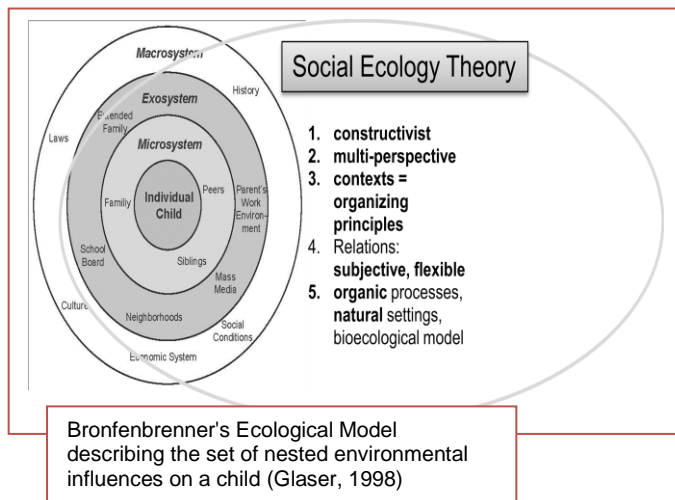 Macrosystem
History
Exosystem
Extended
Family
Laws
Microsystem
Individual
Child
Familiy
Peers
Parent's
Work
Environ-
ment
School
Board
Siblings
Mass
Media
Culture
Neighborhoods
Social
Conditions
Economic System
Social Ecology Theory
1. constructivist
2. multi-perspective
3. contexts =
organizing
principles
4. Relations:
subjective, flexible
5. organic processes,
natural settings,
bioecological model
Bronfenbrenner's Ecological Model
describing the set of nested environmental
influences on a child (Glaser, 1998)